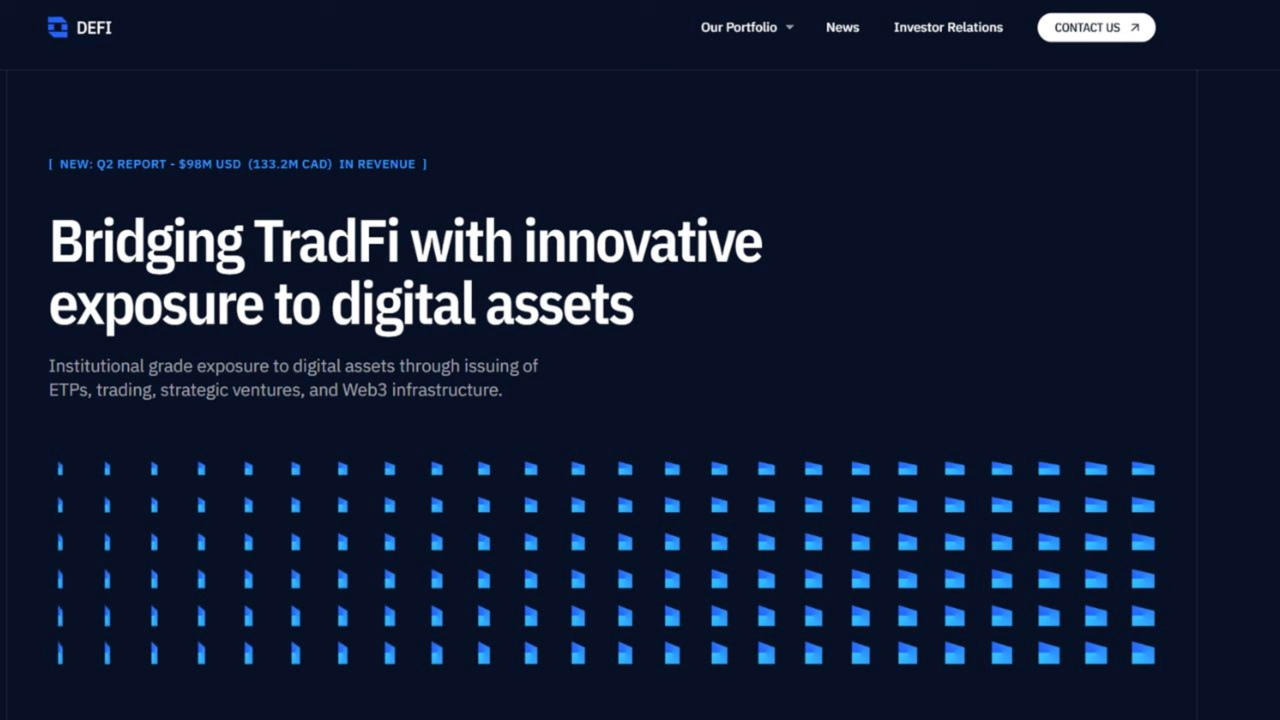 DEFI
Our Portfolio
News
Investor Relations
CONTACT US
[ NEW: Q2 REPORT - $98M USD (133.2M CAD) IN REVENUE ]
Bridging TradFi with innovative
exposure to digital assets
Institutional grade exposure to digital assets through issuing of
ETPs, trading, strategic ventures, and Web3 infrastructure.